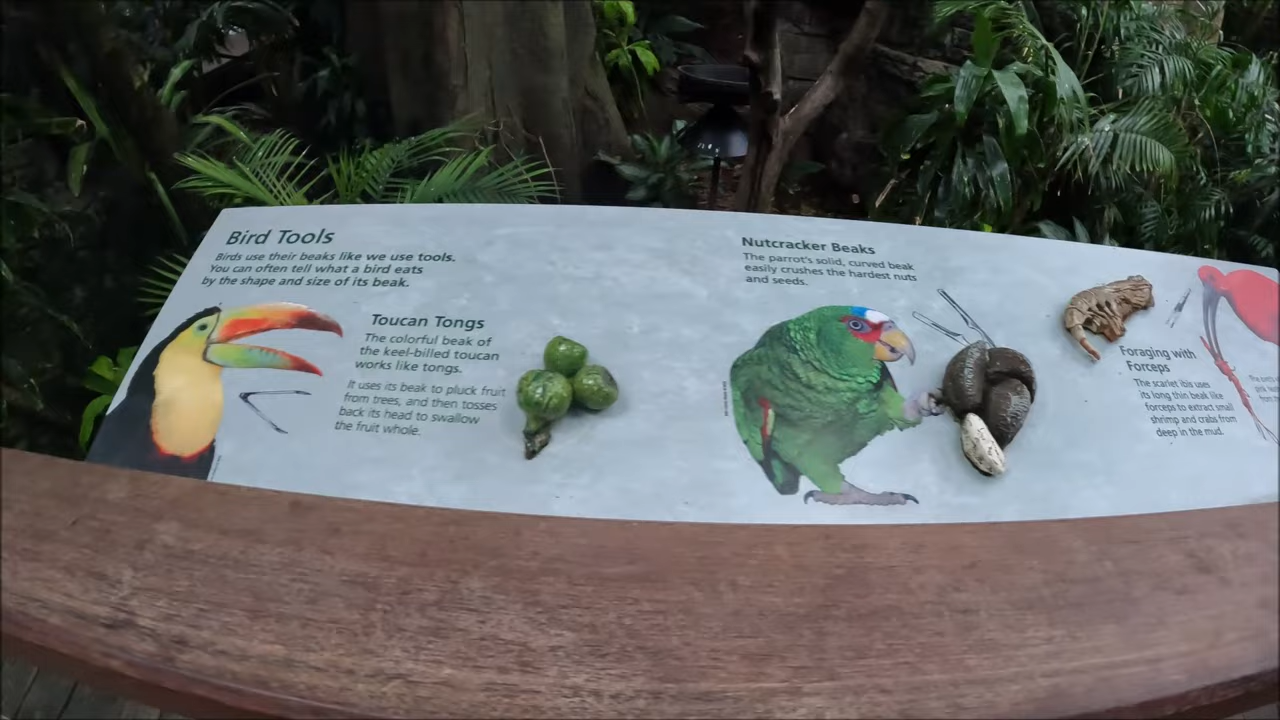 Bird Tools
Birds use their beaks like we use tools.
You can often tell what a bird eats
by the shape and size of its beak.
Toucan Tongs
The colorful beak of
the keel-billed toucan
works like tongs.
It uses its beak to pluck fruit
from trees, and then tosses
back its head to swallow
the fruit whole.
Nutcracker Beaks
The parrot's solid, curved beak
easily crushes the hardest nuts
and seeds.
Foraging with
Forceps
The scarlet ibis uses
its long thin beak like
forceps to extract small
shrimp and crabs from
deep in the mud.